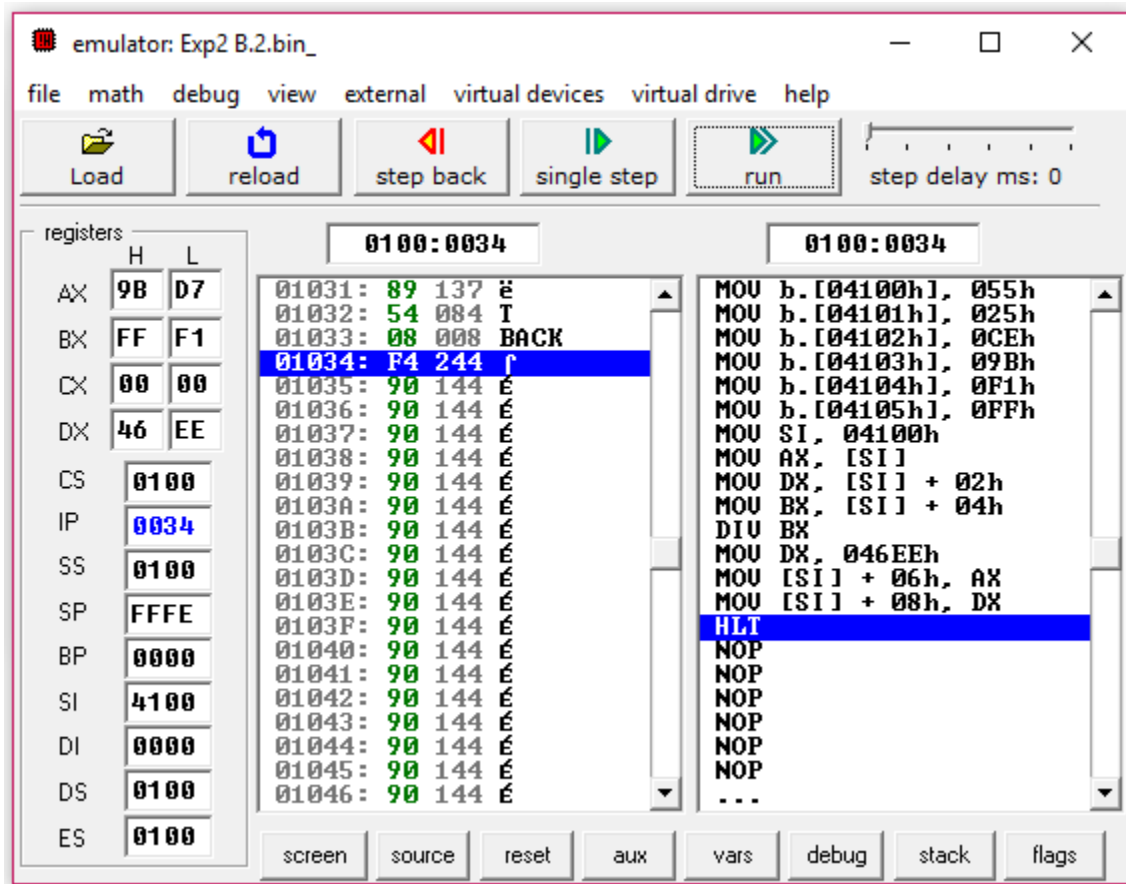 emulator: Exp2 B.2.bin_
file math debug view external virtual devices virtual drive help
Load reload step back single step run step delay ms: 0
registers
H L
AX 9B D7
BX FF F1
CX 00 00
DX 46 EE
CS 0100
IP 0034
SS 0100
SP FFFE
BP 0000
SI 4100
DI 0000
DS 0100
ES 0100
0100:0034
01031: 89 137 ë
01032: 54 084 T
01033: 08 008 BACK
01034: F4 244 ⌠
01035: 90 144 É
01036: 90 144 É
01037: 90 144 É
01038: 90 144 É
01039: 90 144 É
0103A: 90 144 É
0103B: 90 144 É
0103C: 90 144 É
0103D: 90 144 É
0103E: 90 144 É
0103F: 90 144 É
01040: 90 144 É
01041: 90 144 É
01042: 90 144 É
01043: 90 144 É
01044: 90 144 É
01045: 90 144 É
01046: 90 144 É
0100:0034
MOV b.[04100h], 055h
MOV b.[04101h], 025h
MOV b.[04102h], 0CEh
MOV b.[04103h], 09Bh
MOV b.[04104h], 0F1h
MOV b.[04105h], 0FFh
MOV SI, 04100h
MOV AX, [SI]
MOV DX, [SI] + 02h
MOV BX, [SI] + 04h
DIV BX
MOV DX, 046EEh
MOV [SI] + 06h, AX
MOV [SI] + 08h, DX
HLT
NOP
NOP
NOP
NOP
NOP
NOP
...
screen source reset aux vars debug stack flags